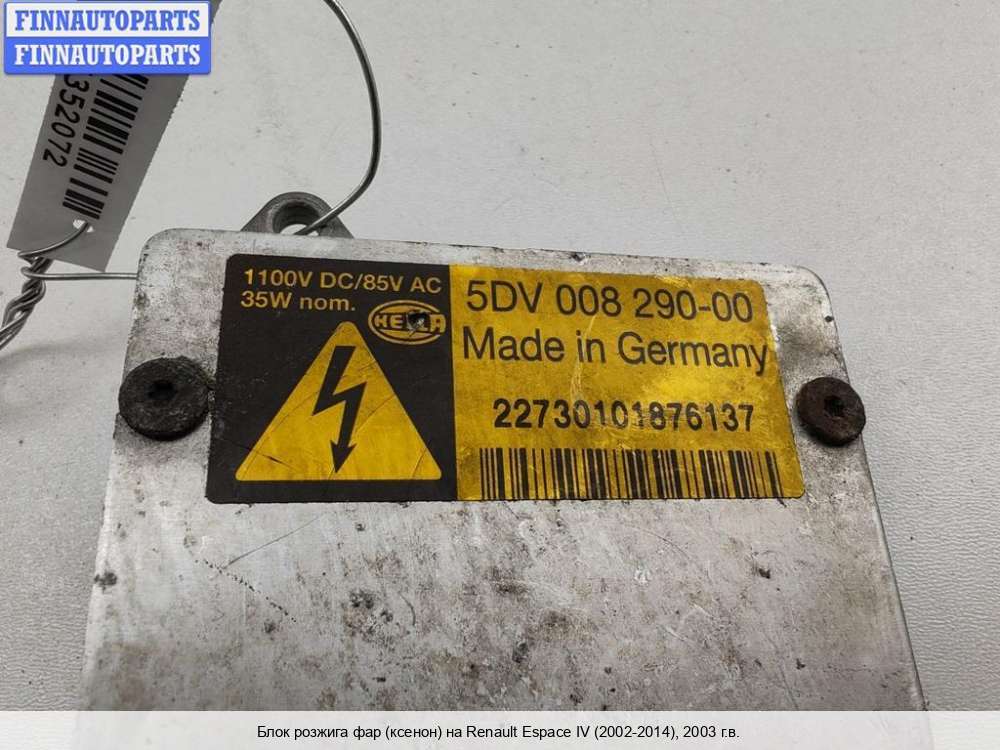 FINNAUTOPARTS
FINNAUTOPARTS
352072
1100V DC/85V AC
35W nom.
HELLA
5DV 008 290-00
Made in Germany
22730101876137
Блок розжига фар (ксенон) на Renault Espace IV (2002-2014), 2003 г.в.